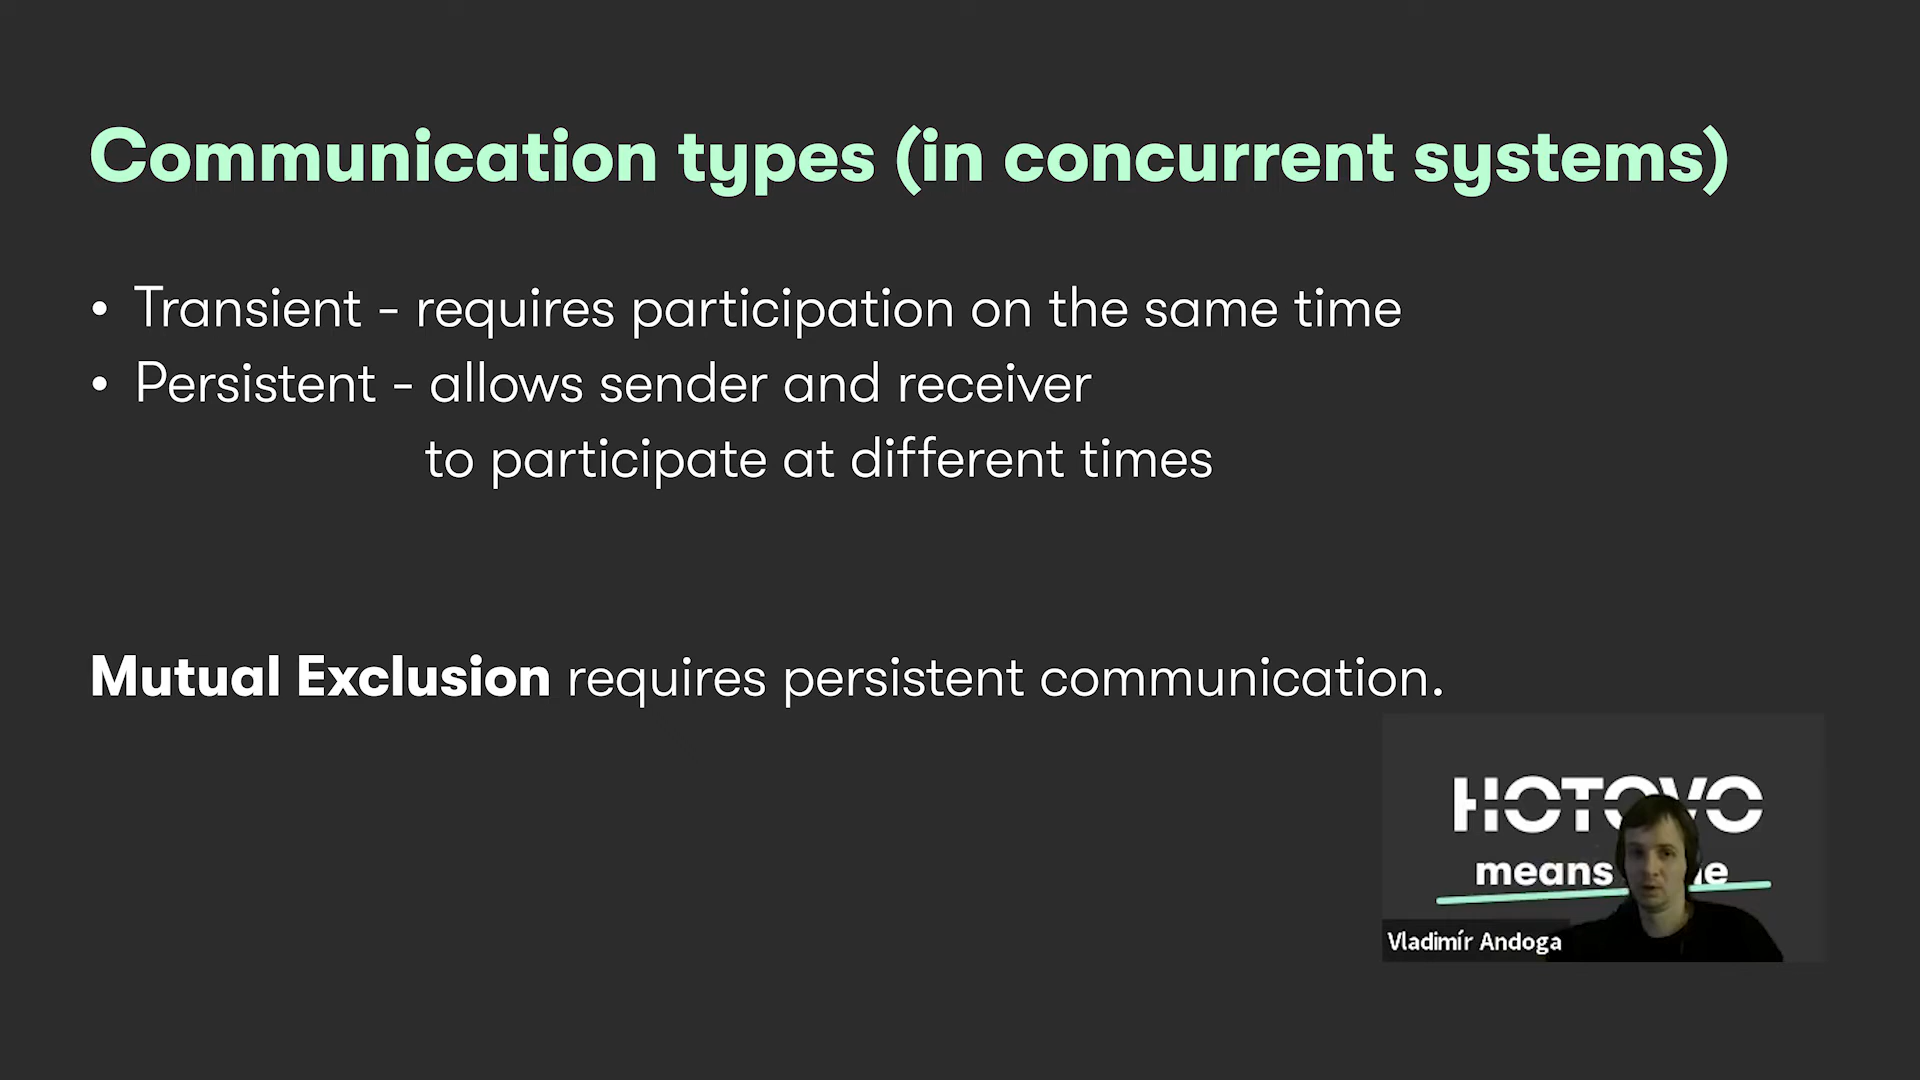 Communication types (in concurrent systems)
• Transient - requires participation on the same time
• Persistent - allows sender and receiver
to participate at different times
Mutual Exclusion requires persistent communication.
HOTOVO
means
Vladimír Andoga